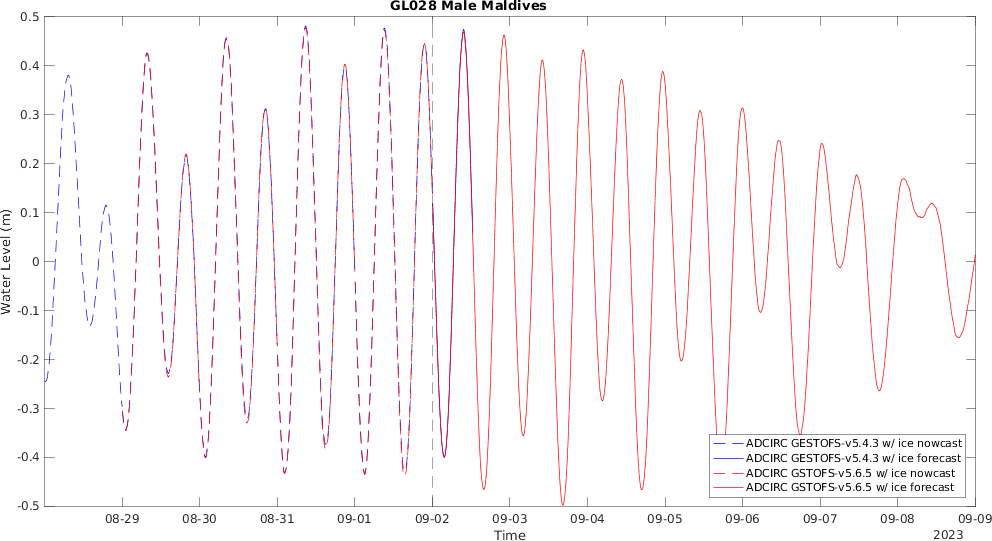 GL028 Male Maldives
0.5
0.4
0.3
0.2
0.1
0
-0.1
-0.2
-0.3
-0.4
-0.5
Water Level (m)
ADCIRC GESTOFS-v5.4.3 w/ ice nowcast
ADCIRC GESTOFS-v5.4.3 w/ ice forecast
ADCIRC GSTOFS-v5.6.5 w/ ice nowcast
ADCIRC GSTOFS-v5.6.5 w/ ice forecast
08-29 08-30 08-31 09-01 09-02 09-03 09-04 09-05 09-06 09-07 09-08 09-09
Time
2023